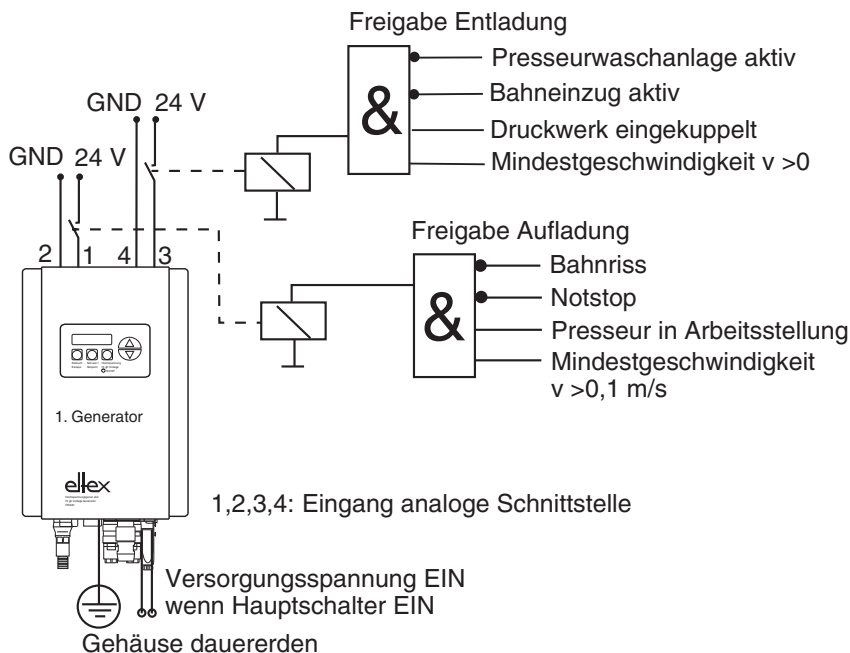 Freigabe Entladung
&
Presseurwaschanlage aktiv
Bahneinzug aktiv
Druckwerk eingekuppelt
Mindestgeschwindigkeit v >0
GND 24 V
GND 24 V
2 1 4 3
Freigabe Aufladung
&
Bahnriss
Notstop
Presseur in Arbeitsstellung
Mindestgeschwindigkeit
v >0,1 m/s
1. Generator
eltex
1,2,3,4: Eingang analoge Schnittstelle
Versorgungsspannung EIN
wenn Hauptschalter EIN
Gehäuse dauererden